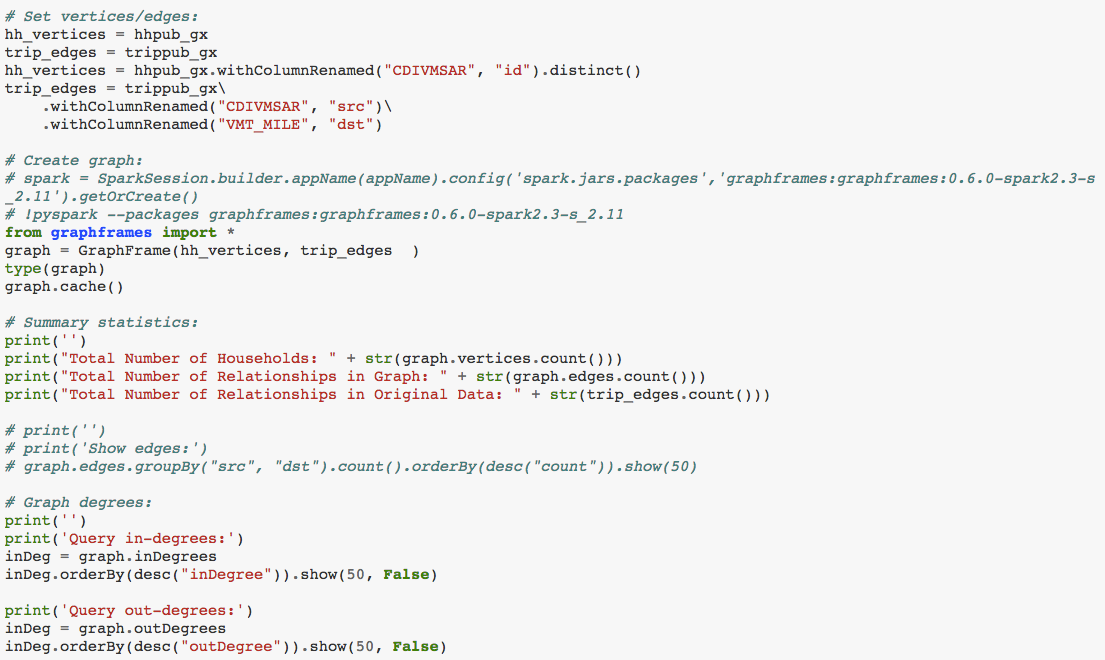 # Set vertices/edges:
hh_vertices = hhpub_gx
trip_edges = trippub_gx
hh_vertices = hhpub_gx.withColumnRenamed("CDIVMSAR", "id").distinct()
trip_edges = trippub_gx\
    .withColumnRenamed("CDIVMSAR", "src")\
    .withColumnRenamed("VMT_MILE", "dst")

# Create graph:
# spark = SparkSession.builder.appName(appName).config('spark.jars.packages','graphframes:graphframes:0.6.0-spark2.3-s
_2.11').getOrCreate()
# !pyspark --packages graphframes:graphframes:0.6.0-spark2.3-s_2.11
from graphframes import *
graph = GraphFrame(hh_vertices, trip_edges  )
type(graph)
graph.cache()

# Summary statistics:
print('')
print("Total Number of Households: " + str(graph.vertices.count()))
print("Total Number of Relationships in Graph: " + str(graph.edges.count()))
print("Total Number of Relationships in Original Data: " + str(trip_edges.count()))

# print('')
# print('Show edges:')
# graph.edges.groupBy("src", "dst").count().orderBy(desc("count")).show(50)

# Graph degrees:
print('')
print('Query in-degrees:')
inDeg = graph.inDegrees
inDeg.orderBy(desc("inDegree")).show(50, False)

print('Query out-degrees:')
inDeg = graph.outDegrees
inDeg.orderBy(desc("outDegree")).show(50, False)